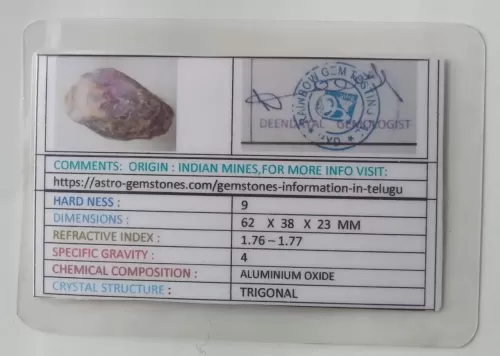 RAINBOW GEM TESTING
DEENDAYAL GEMOLOGIST
COMMENTS: ORIGIN : INDIAN MINES,FOR MORE INFO VISIT:
https://astro-gemstones.com/gemstones-information-in-telugu
HARD NESS : 9
DIMENSIONS : 62 X 38 X 23 MM
REFRACTIVE INDEX : 1.76 – 1.77
SPECIFIC GRAVITY : 4
CHEMICAL COMPOSITION : ALUMINIUM OXIDE
CRYSTAL STRUCTURE : TRIGONAL